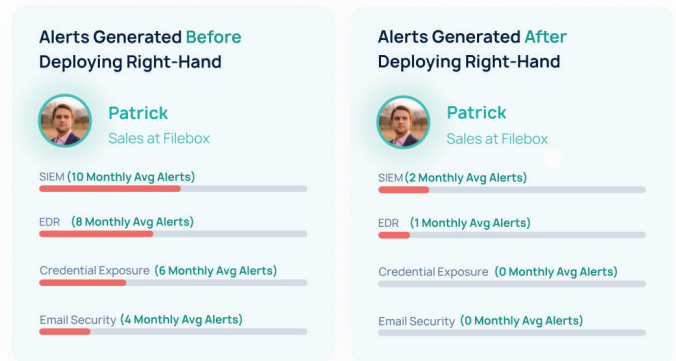 Alerts Generated Before
Deploying Right-Hand
Patrick
Sales at Filebox
SIEM (10 Monthly Avg Alerts)
EDR (8 Monthly Avg Alerts)
Credential Exposure (6 Monthly Avg Alerts)
Email Security (4 Monthly Avg Alerts)
Alerts Generated After
Deploying Right-Hand
Patrick
Sales at Filebox
SIEM (2 Monthly Avg Alerts)
EDR (1 Monthly Avg Alerts)
Credential Exposure (0 Monthly Avg Alerts)
Email Security (0 Monthly Avg Alerts)